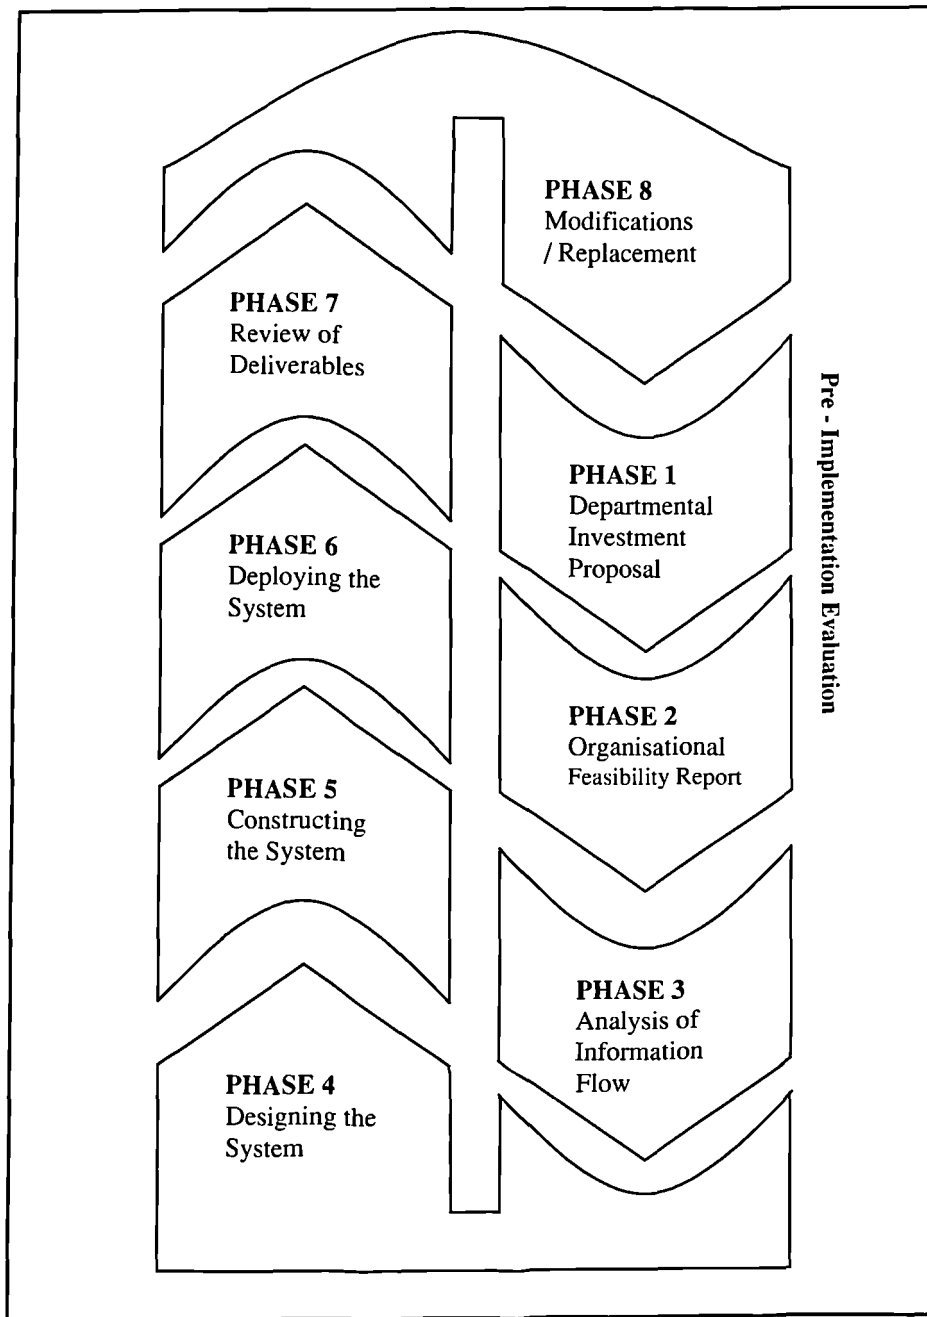 PHASE 8
Modifications
/ Replacement
PHASE 7
Review of
Deliverables
PHASE 1
Departmental
Investment
Proposal
PHASE 6
Deploying the
System
PHASE 2
Organisational
Feasibility Report
PHASE 5
Constructing
the System
PHASE 3
Analysis of
Information
Flow
PHASE 4
Designing the
System
Pre - Implementation Evaluation